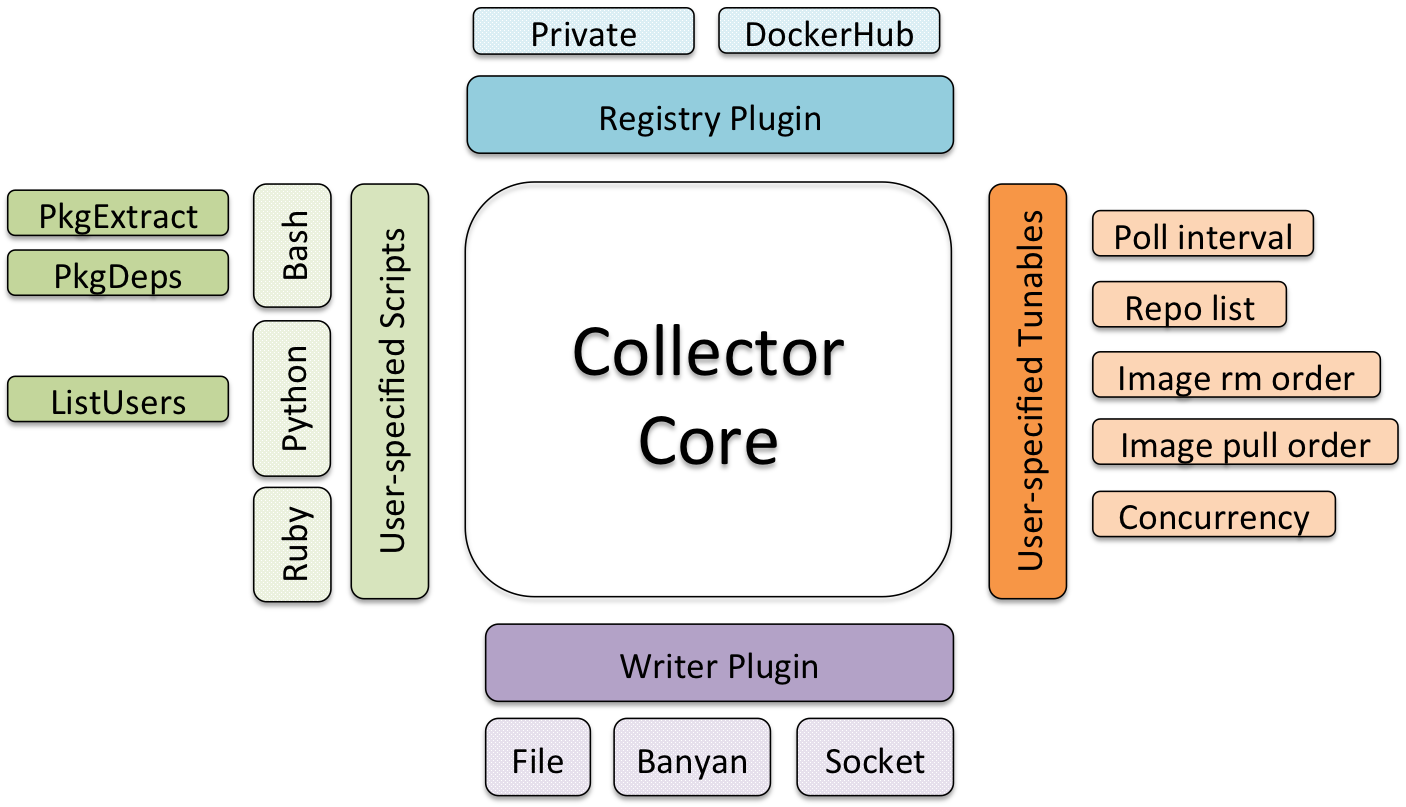 Private
DockerHub
Registry Plugin
PkgExtract
PkgDeps
ListUsers
Bash
Python
Ruby
User-specified Scripts
Collector
Core
User-specified Tunables
Poll interval
Repo list
Image rm order
Image pull order
Concurrency
Writer Plugin
File
Banyan
Socket